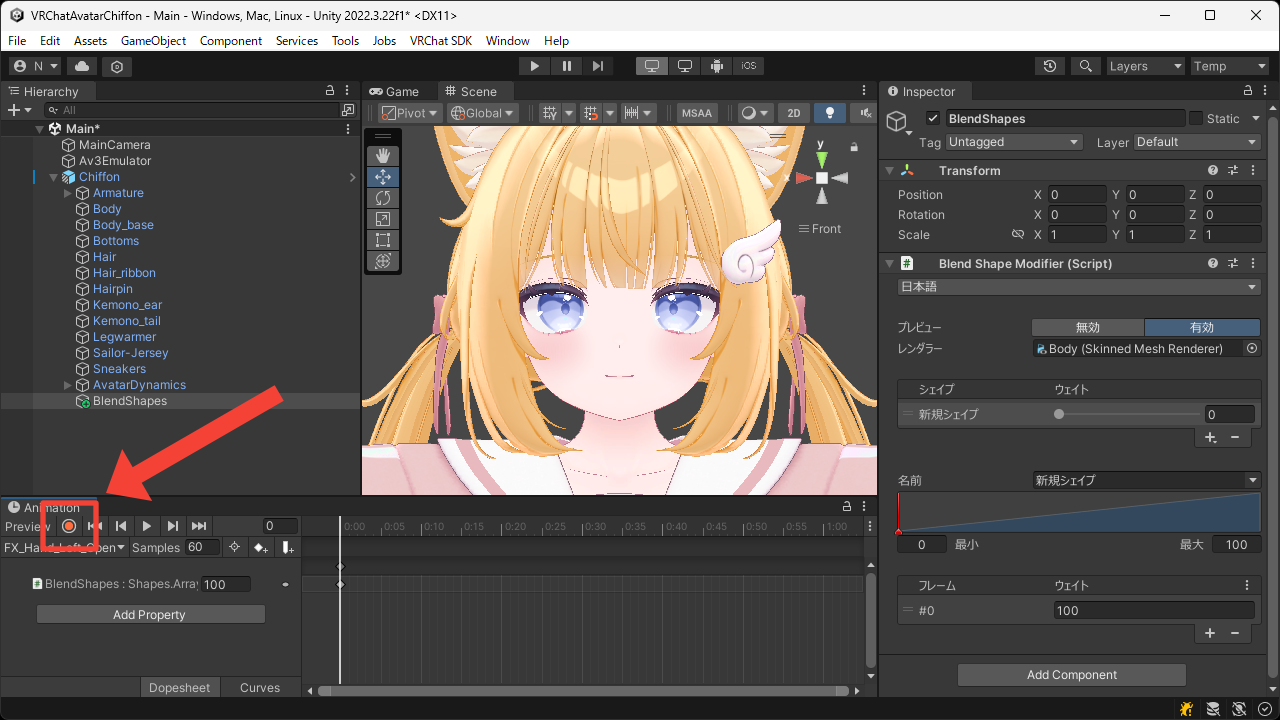 VRChatAvatarChiffon - Main - Windows, Mac, Linux - Unity 2022.3.22f1* <DX11>
File Edit Assets GameObject Component Services Tools Jobs VRChat SDK Window Help
N iOS Layers Temp
Hierarchy
All
Main*
MainCamera
Av3Emulator
Chiffon
Armature
Body
Body_base
Bottoms
Hair
Hair_ribbon
Hairpin
Kemono_ear
Kemono_tail
Legwarmer
Sailor-Jersey
Sneakers
AvatarDynamics
BlendShapes
Game Scene
Pivot Global MSAA 2D
y
x
Front
Inspector
BlendShapes Static
Tag Untagged Layer Default
Transform
Position X 0 Y 0 Z 0
Rotation X 0 Y 0 Z 0
Scale X 1 Y 1 Z 1
# Blend Shape Modifier (Script)
日本語
プレビュー 無効 有効
レンダラー Body (Skinned Mesh Renderer)
シェイプ ウェイト
新規シェイプ 0
+ -
名前 新規シェイプ
0 最小 最大 100
フレーム ウェイト
#0 100
+ -
Add Component
Animation
Preview 0 0:00 0:05 0:10 0:15 0:20 0:25 0:30 0:35 0:40 0:45 0:50 0:55 1:00
FX_Hand_Left_Open Samples 60
# BlendShapes : Shapes.Arra 100
Add Property
Dopesheet Curves